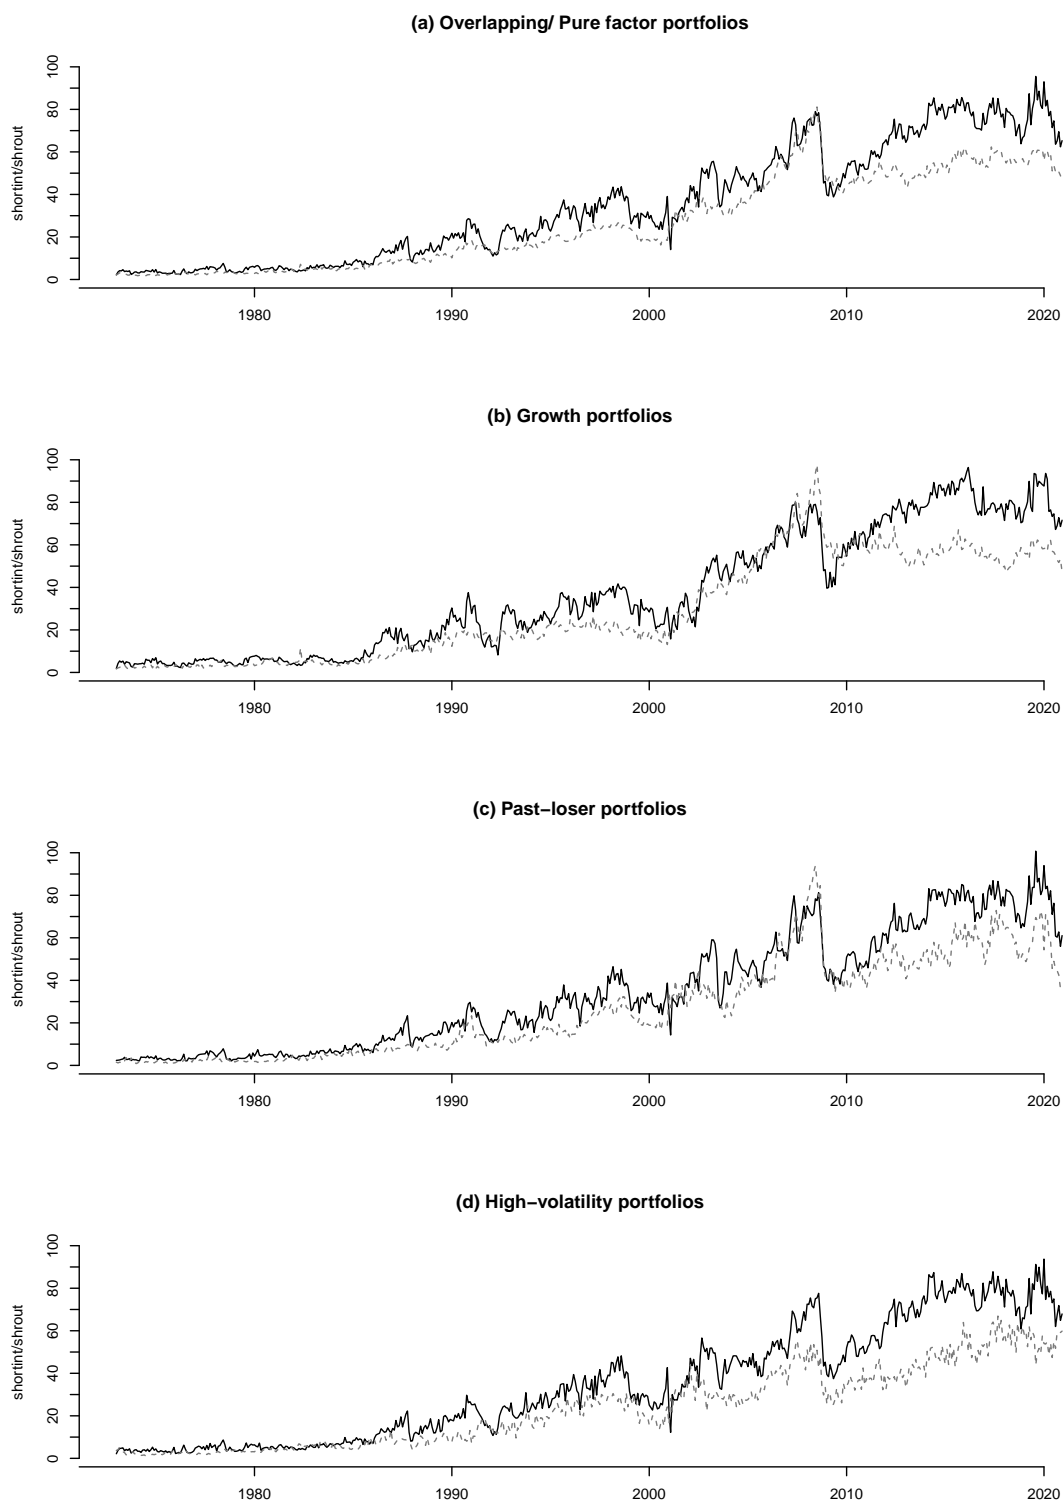 (a) Overlapping/ Pure factor portfolios
shortint/shrout
100
80
60
40
20
0
1980 1990 2000 2010 2020
(b) Growth portfolios
shortint/shrout
100
80
60
40
20
0
1980 1990 2000 2010 2020
(c) Past−loser portfolios
shortint/shrout
100
80
60
40
20
0
1980 1990 2000 2010 2020
(d) High−volatility portfolios
shortint/shrout
100
80
60
40
20
0
1980 1990 2000 2010 2020